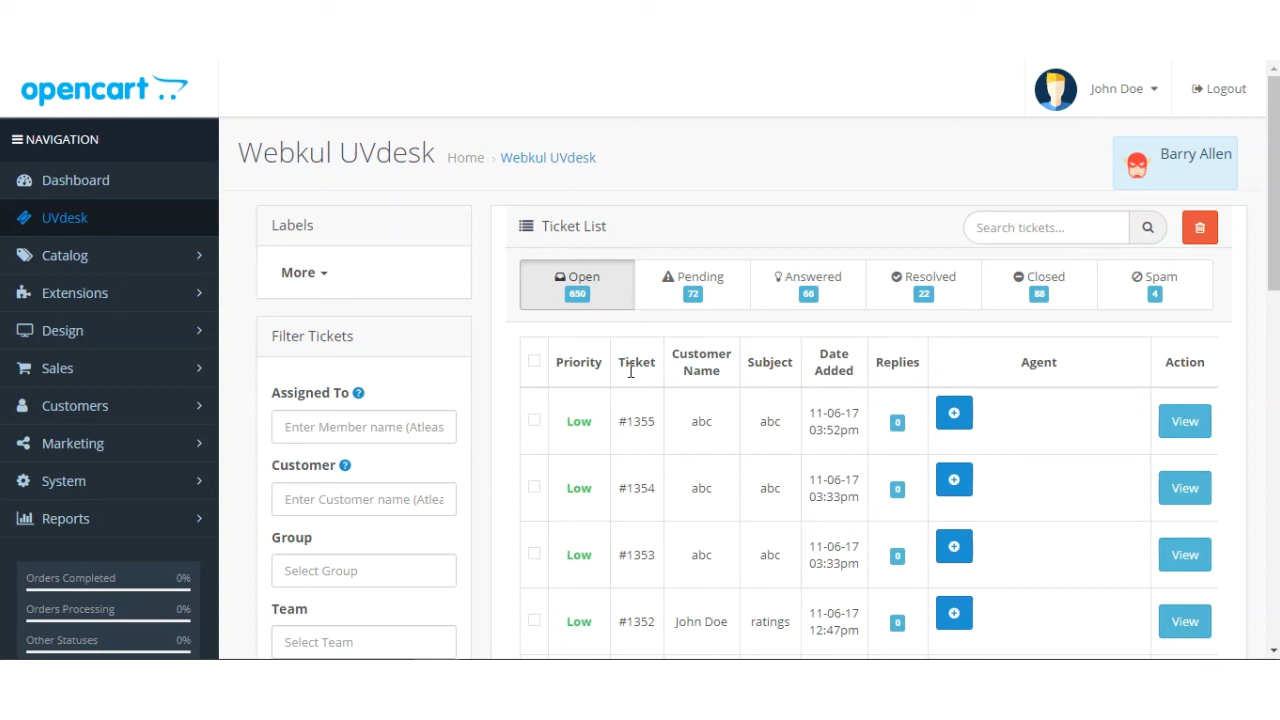 opencart
John Doe
Logout
NAVIGATION
Dashboard
UVdesk
Catalog
Extensions
Design
Sales
Customers
Marketing
System
Reports
Orders Completed 0%
Orders Processing 0%
Other Statuses 0%
Webkul UVdesk
Home › Webkul UVdesk
Barry Allen
Labels
More
Filter Tickets
Assigned To ?
Enter Member name (Atleas
Customer ?
Enter Customer name (Atlea
Group
Select Group
Team
Select Team
Ticket List
Search tickets...
Open 650
Pending 72
Answered 66
Resolved 22
Closed 88
Spam 4
Priority Ticket Customer Name Subject Date Added Replies Agent Action
Low #1355 abc abc 11-06-17 03:52pm 0 View
Low #1354 abc abc 11-06-17 03:33pm 0 View
Low #1353 abc abc 11-06-17 03:33pm 0 View
Low #1352 John Doe ratings 11-06-17 12:47pm 0 View